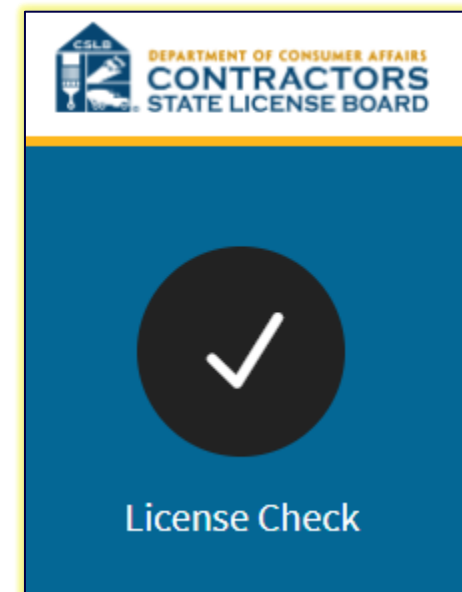 CSLB
DEPARTMENT OF CONSUMER AFFAIRS
CONTRACTORS
STATE LICENSE BOARD
License Check